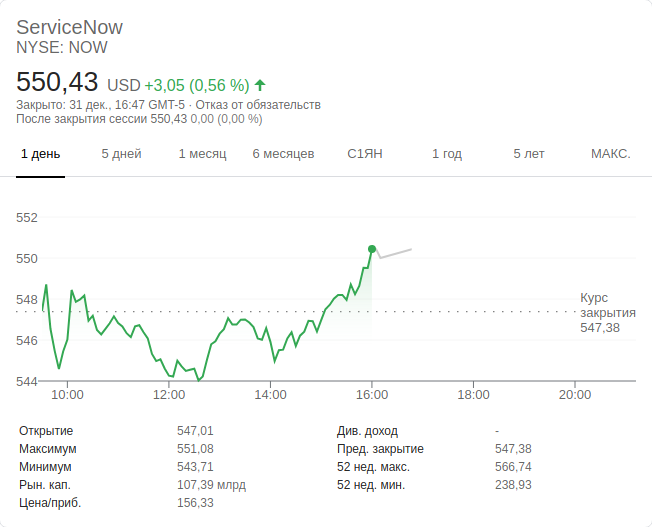 ServiceNow
NYSE: NOW
550,43 USD +3,05 (0,56 %)
Закрыто: 31 дек., 16:47 GMT-5 · Отказ от обязательств
После закрытия сессии 550,43 0,00 (0,00 %)
1 день 5 дней 1 месяц 6 месяцев С1ЯН 1 год 5 лет МАКС.
552
550
548
546
544
Курс
закрытия
547,38
10:00 12:00 14:00 16:00 18:00 20:00
Открытие 547,01 Див. доход -
Максимум 551,08 Пред. закрытие 547,38
Минимум 543,71 52 нед. макс. 566,74
Рын. кап. 107,39 млрд 52 нед. мин. 238,93
Цена/приб. 156,33